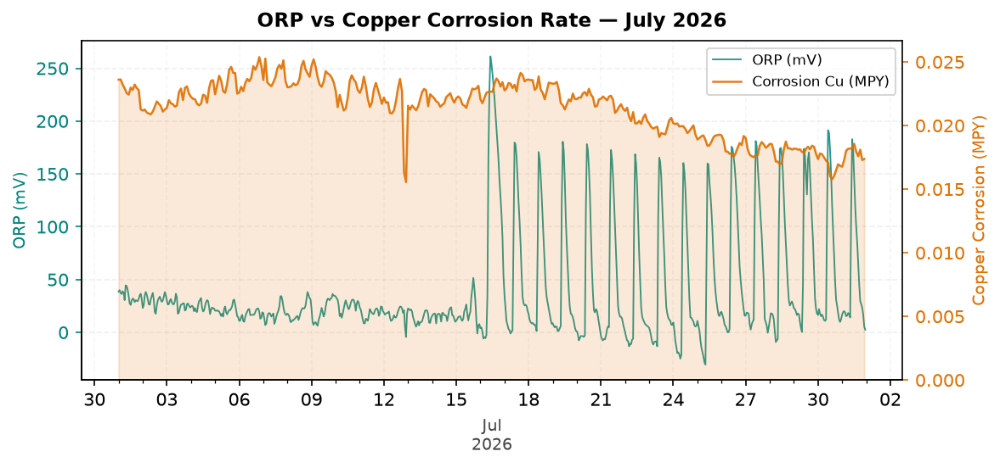 ORP vs Copper Corrosion Rate — July 2026
ORP (mV)
Corrosion Cu (MPY)
250
200
150
100
50
0
ORP (mV)
0.025
0.020
0.015
0.010
0.005
0.000
Copper Corrosion (MPY)
30 03 06 09 12 15 18 21 24 27 30 02
Jul
2026